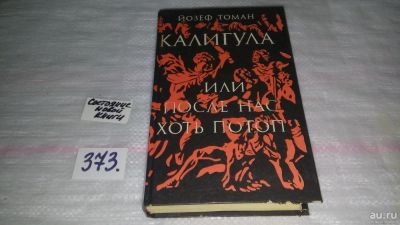 ЙОЗЕФ ТОМАН
КАЛИГУЛА
ИЛИ
ПОСЛЕ НАС
ХОТЬ ПОТОП
Состояние
новой
книги
373.
au.ru